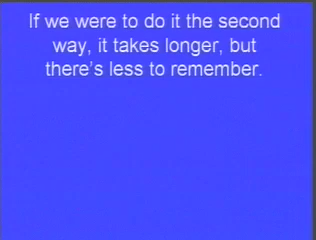 If we were to do it the second
way, it takes longer, but
there's less to remember.